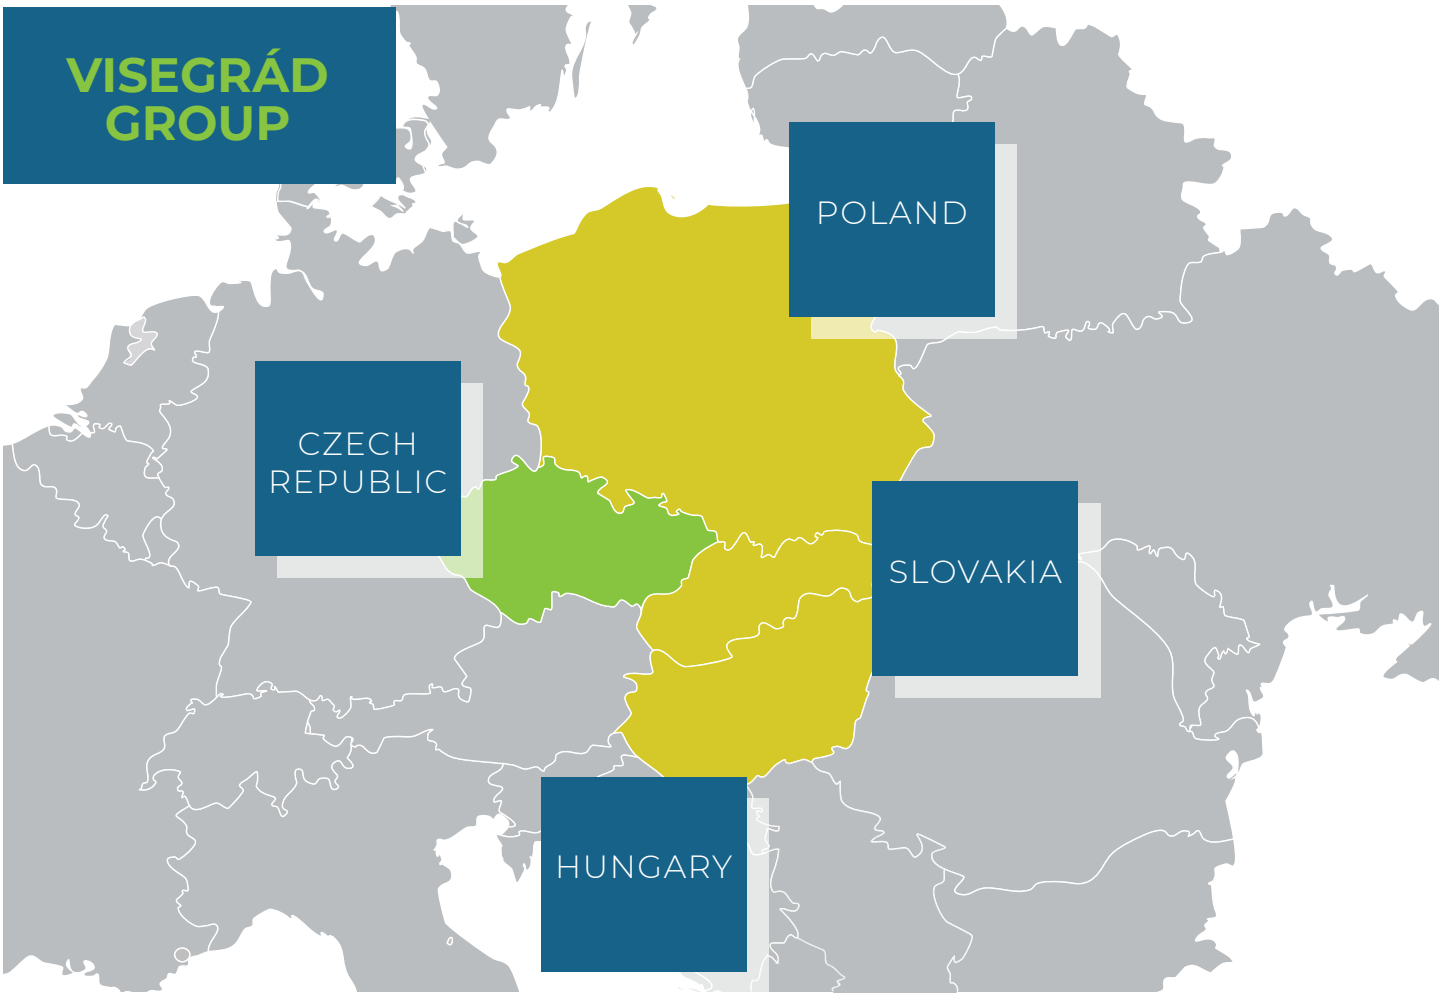 VISEGRÁD
GROUP
POLAND
CZECH
REPUBLIC
SLOVAKIA
HUNGARY